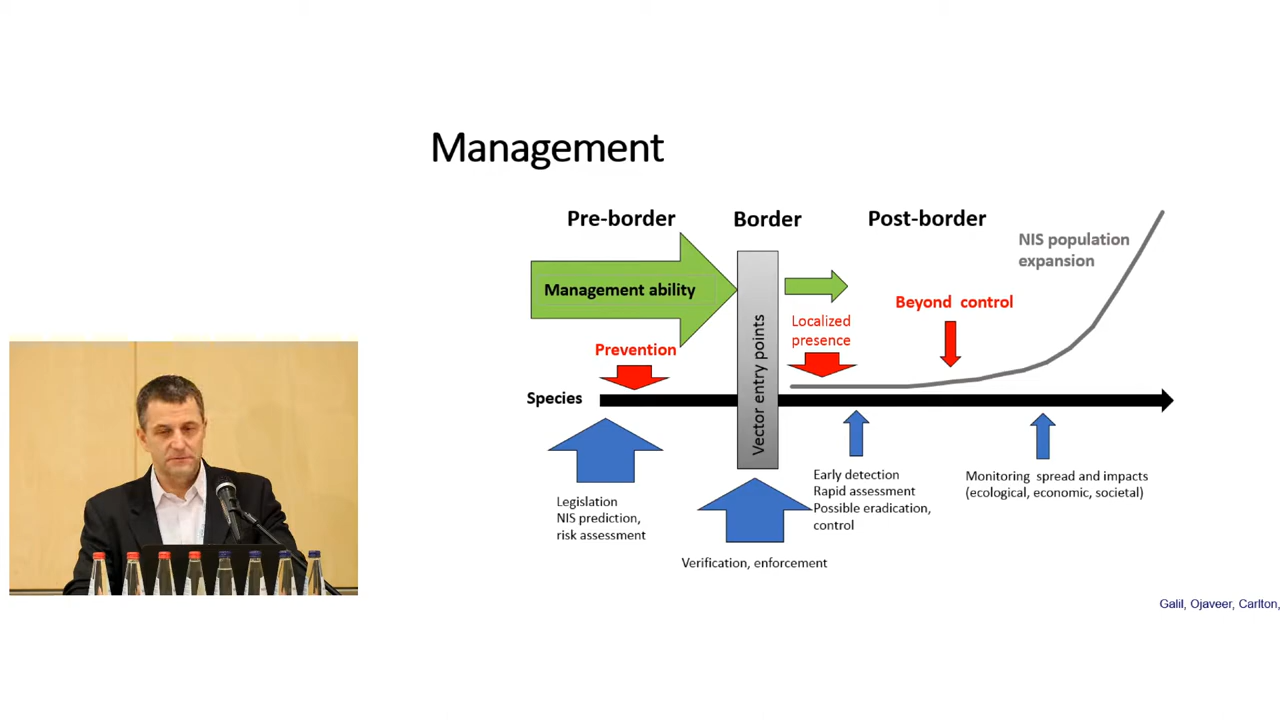 Management
Pre-border
Border
Post-border
NIS population
expansion
Management ability
Beyond control
Localized
presence
Prevention
Vector entry points
Species
Early detection
Rapid assessment
Possible eradication,
control
Monitoring spread and impacts
(ecological, economic, societal)
Legislation
NIS prediction,
risk assessment
Verification, enforcement
Galil, Ojaveer, Carlton,